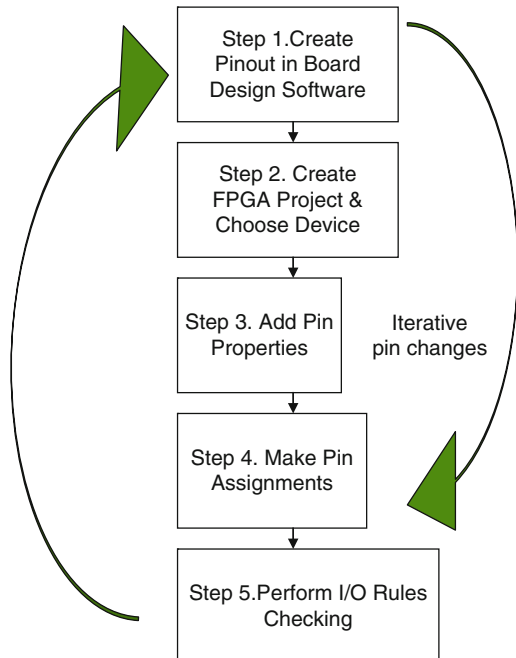 Step 1.Create
Pinout in Board
Design Software
Step 2. Create
FPGA Project &
Choose Device
Step 3. Add Pin
Properties
Iterative
pin changes
Step 4. Make Pin
Assignments
Step 5.Perform I/O Rules
Checking